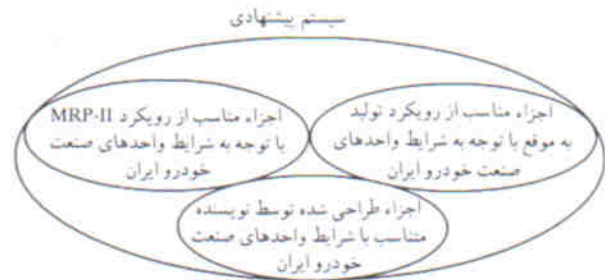 سیستم پیشنهادی
اجزاء مناسب از رویکرد تولید
به موقع با توجه به شرایط واحدهای
صنعت خودرو ایران
اجزاء مناسب از رویکرد MRP-II
با توجه به شرایط واحدهای صنعت
خودرو ایران
اجزاء طراحی شده توسط نویسنده
متناسب با شرایط واحدهای صنعت
خودرو ایران